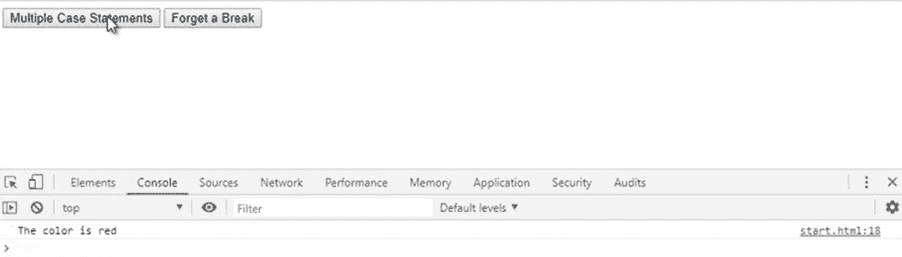 Multiple Case Statements Forget a Break
Elements Console Sources Network Performance Memory Application Security Audits
top Filter Default levels
The color is red start.html:18